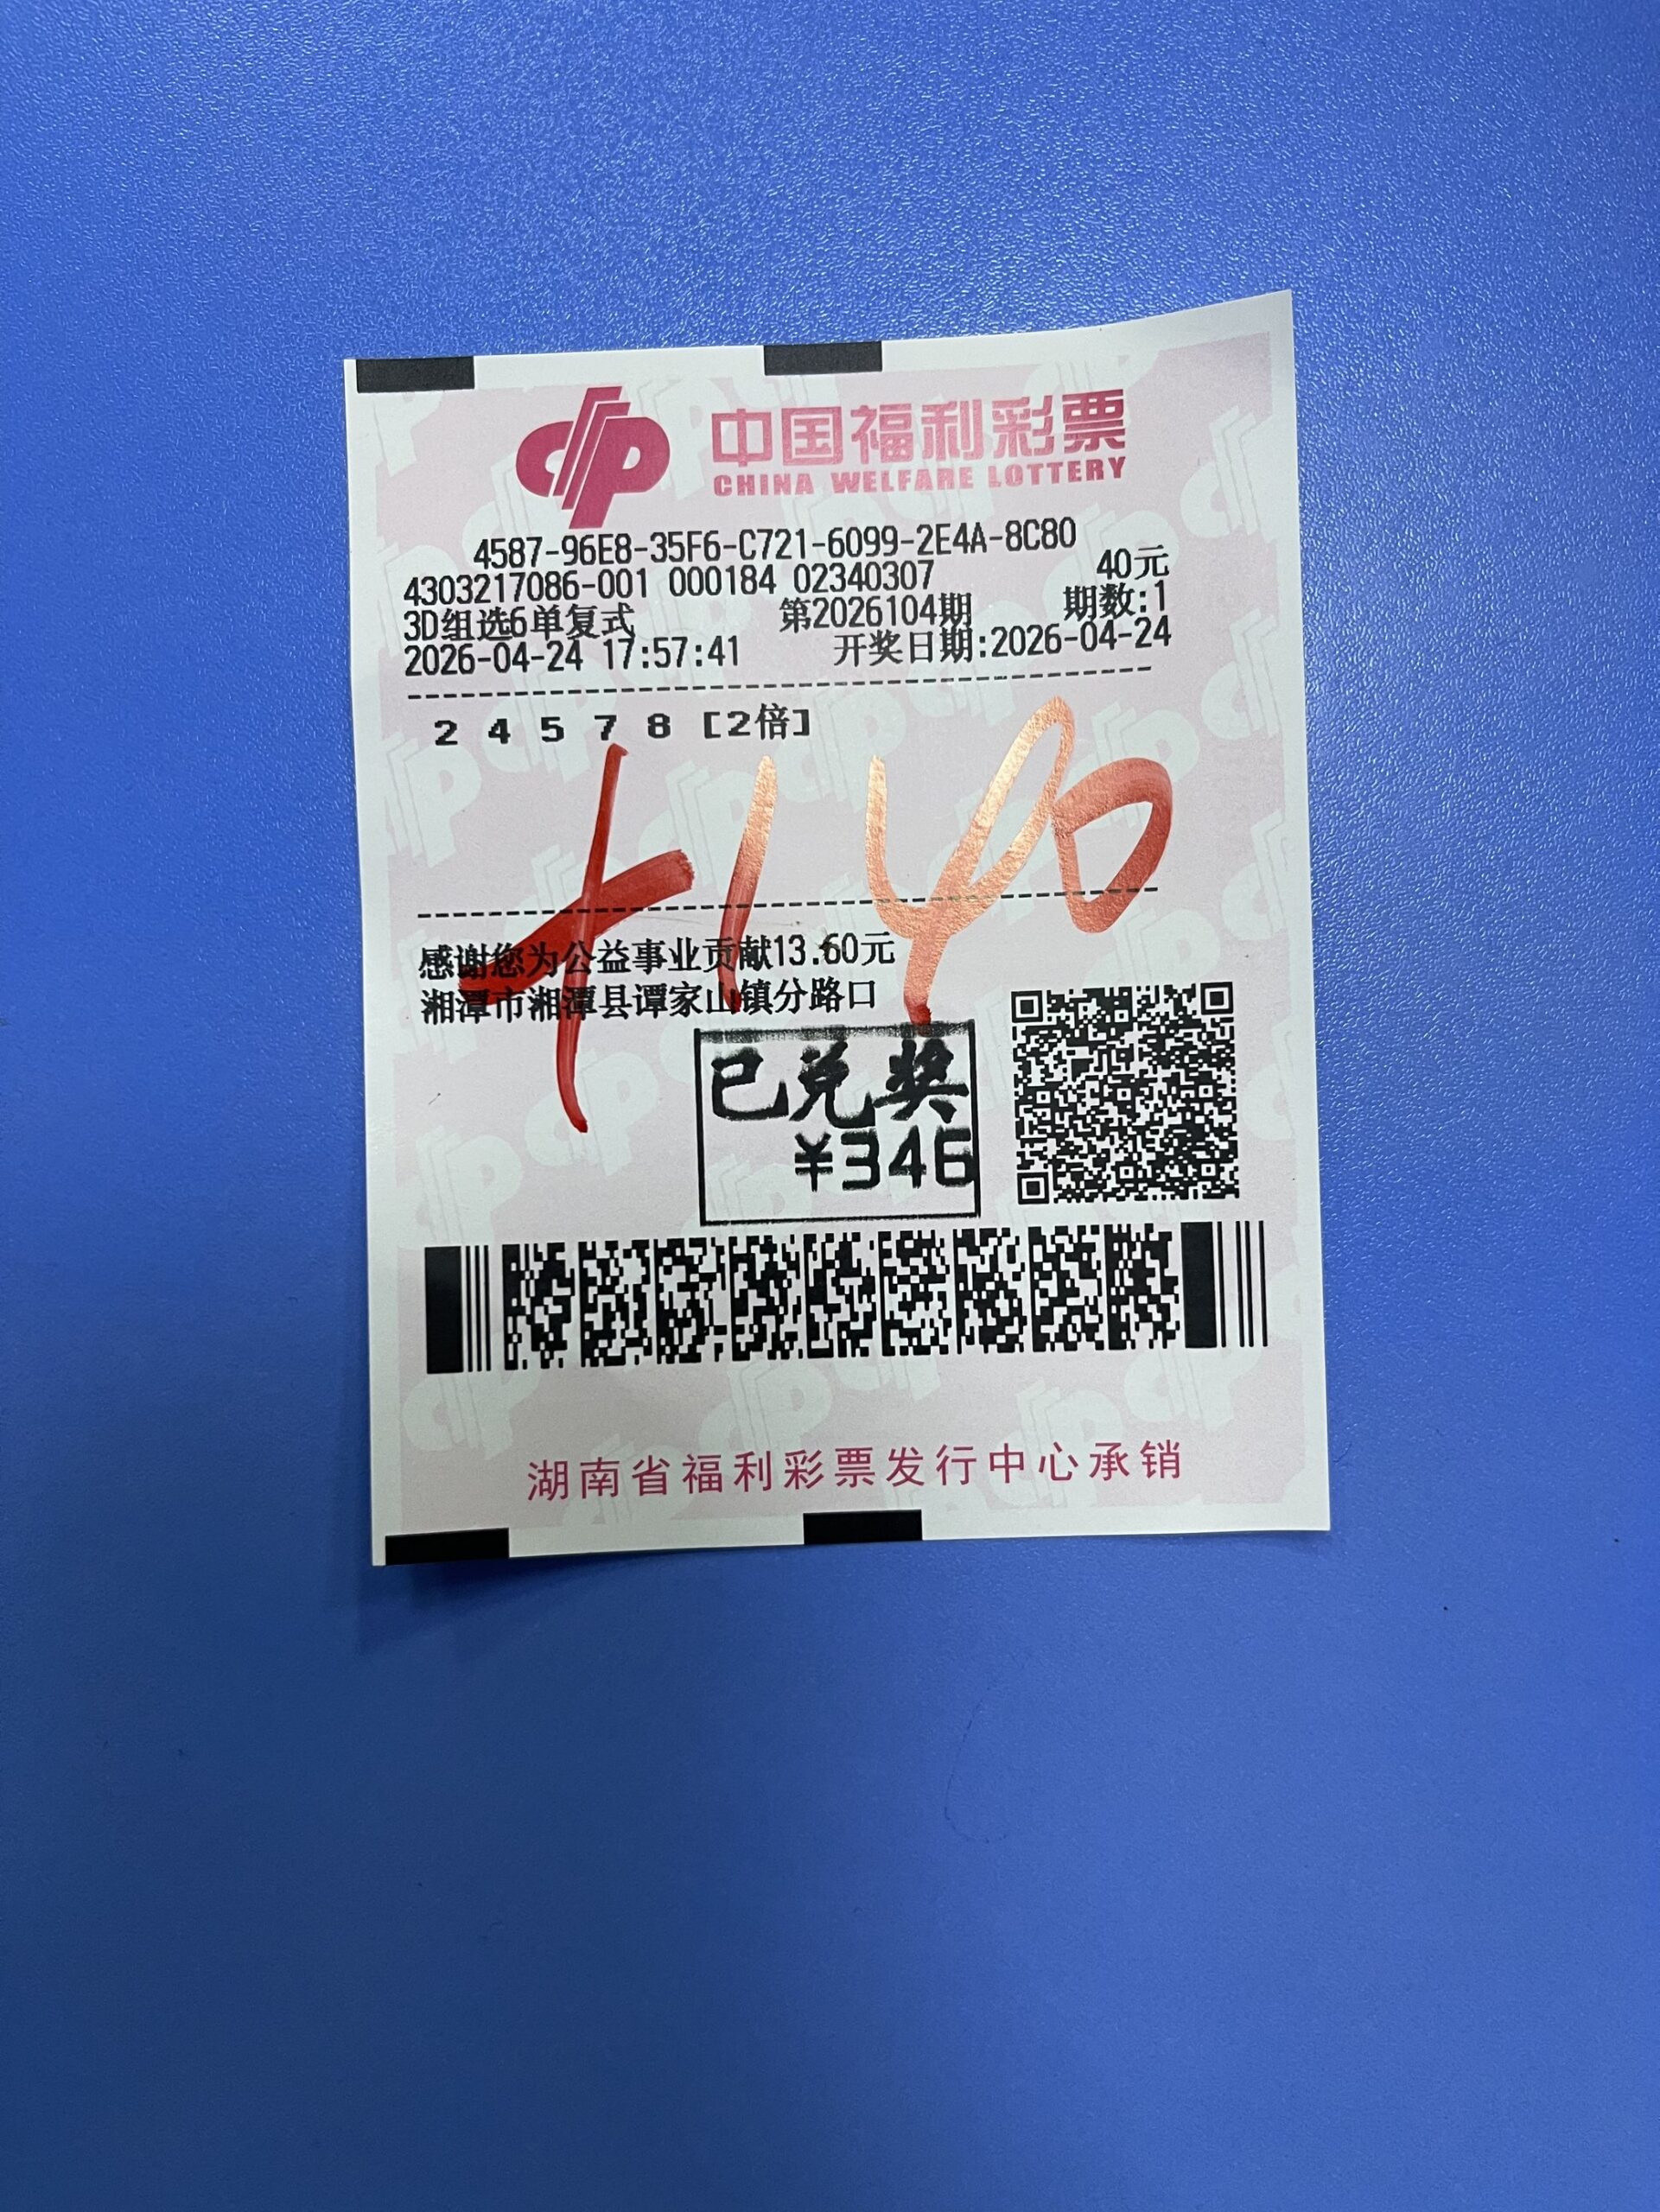 中国福利彩票
CHINA WELFARE LOTTERY
4587-96E8-35F6-C721-6099-2E4A-8C80
4303217086-001 000184 02340307 40元
3D组选6单复式 第2026104期 期数:1
2026-04-24 17:57:41 开奖日期:2026-04-24
2 4 5 7 8 [2倍]
+140
感谢您为公益事业贡献13.60元
湘潭市湘潭县谭家山镇分路口
已兑奖
¥346
湖南省福利彩票发行中心承销